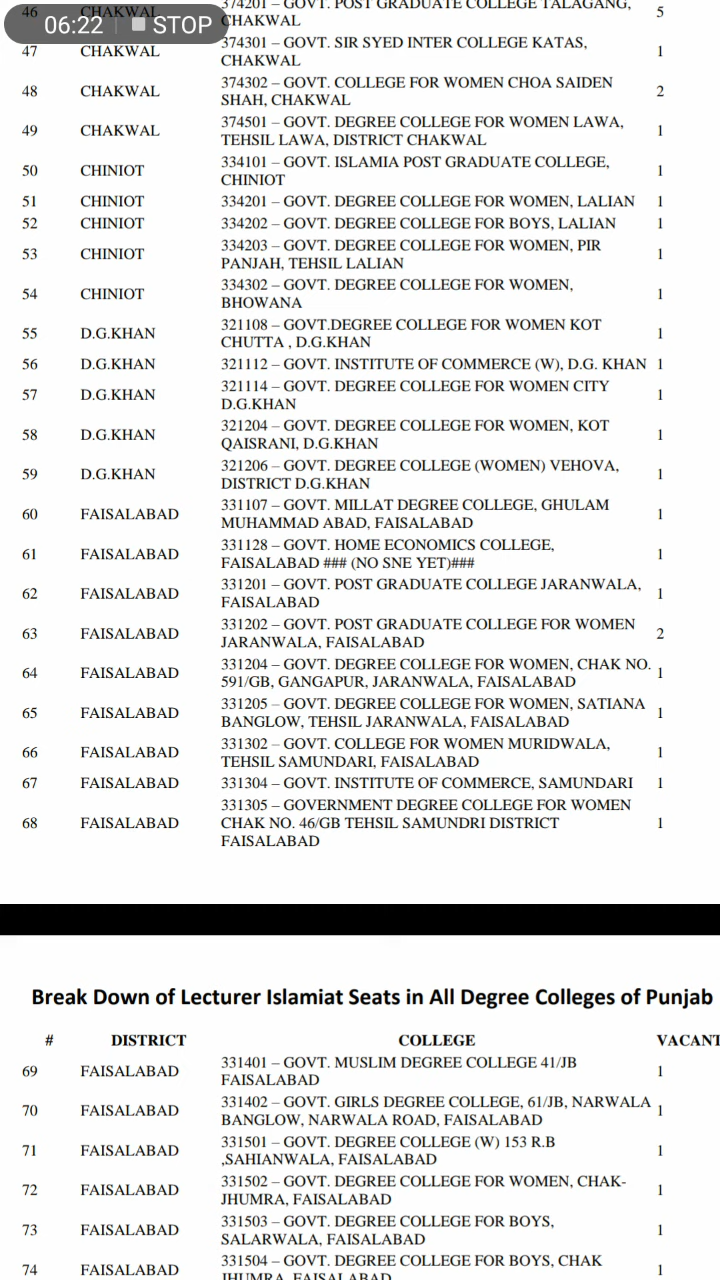 46 CHAKWAL 374201 – GOVT. POST GRADUATE COLLEGE TALAGANG, 5
06:22 STOP
CHAKWAL
47 CHAKWAL 374301 – GOVT. SIR SYED INTER COLLEGE KATAS, 1
CHAKWAL
48 CHAKWAL 374302 – GOVT. COLLEGE FOR WOMEN CHOA SAIDEN 2
SHAH, CHAKWAL
49 CHAKWAL 374501 – GOVT. DEGREE COLLEGE FOR WOMEN LAWA, 1
TEHSIL LAWA, DISTRICT CHAKWAL
50 CHINIOT 334101 – GOVT. ISLAMIA POST GRADUATE COLLEGE, 1
CHINIOT
51 CHINIOT 334201 – GOVT. DEGREE COLLEGE FOR WOMEN, LALIAN 1
52 CHINIOT 334202 – GOVT. DEGREE COLLEGE FOR BOYS, LALIAN 1
53 CHINIOT 334203 – GOVT. DEGREE COLLEGE FOR WOMEN, PIR 1
PANJAH, TEHSIL LALIAN
54 CHINIOT 334302 – GOVT. DEGREE COLLEGE FOR WOMEN, 1
BHOWANA
55 D.G.KHAN 321108 – GOVT.DEGREE COLLEGE FOR WOMEN KOT 1
CHUTTA , D.G.KHAN
56 D.G.KHAN 321112 – GOVT. INSTITUTE OF COMMERCE (W), D.G. KHAN 1
57 D.G.KHAN 321114 – GOVT. DEGREE COLLEGE FOR WOMEN CITY 1
D.G.KHAN
58 D.G.KHAN 321204 – GOVT. DEGREE COLLEGE FOR WOMEN, KOT 1
QAISRANI, D.G.KHAN
59 D.G.KHAN 321206 – GOVT. DEGREE COLLEGE (WOMEN) VEHOVA, 1
DISTRICT D.G.KHAN
60 FAISALABAD 331107 – GOVT. MILLAT DEGREE COLLEGE, GHULAM 1
MUHAMMAD ABAD, FAISALABAD
61 FAISALABAD 331128 – GOVT. HOME ECONOMICS COLLEGE, 1
FAISALABAD ### (NO SNE YET)###
62 FAISALABAD 331201 – GOVT. POST GRADUATE COLLEGE JARANWALA, 1
FAISALABAD
63 FAISALABAD 331202 – GOVT. POST GRADUATE COLLEGE FOR WOMEN 2
JARANWALA, FAISALABAD
64 FAISALABAD 331204 – GOVT. DEGREE COLLEGE FOR WOMEN, CHAK NO. 1
591/GB, GANGAPUR, JARANWALA, FAISALABAD
65 FAISALABAD 331205 – GOVT. DEGREE COLLEGE FOR WOMEN, SATIANA 1
BANGLOW, TEHSIL JARANWALA, FAISALABAD
66 FAISALABAD 331302 – GOVT. COLLEGE FOR WOMEN MURIDWALA, 1
TEHSIL SAMUNDARI, FAISALABAD
67 FAISALABAD 331304 – GOVT. INSTITUTE OF COMMERCE, SAMUNDARI 1
68 FAISALABAD 331305 – GOVERNMENT DEGREE COLLEGE FOR WOMEN 1
CHAK NO. 46/GB TEHSIL SAMUNDRI DISTRICT
FAISALABAD
Break Down of Lecturer Islamiat Seats in All Degree Colleges of Punjab
# DISTRICT COLLEGE VACANT
69 FAISALABAD 331401 – GOVT. MUSLIM DEGREE COLLEGE 41/JB 1
FAISALABAD
70 FAISALABAD 331402 – GOVT. GIRLS DEGREE COLLEGE, 61/JB, NARWALA 1
BANGLOW, NARWALA ROAD, FAISALABAD
71 FAISALABAD 331501 – GOVT. DEGREE COLLEGE (W) 153 R.B 1
,SAHIANWALA, FAISALABAD
72 FAISALABAD 331502 – GOVT. DEGREE COLLEGE FOR WOMEN, CHAK- 1
JHUMRA, FAISALABAD
73 FAISALABAD 331503 – GOVT. DEGREE COLLEGE FOR BOYS, 1
SALARWALA, FAISALABAD
74 FAISALABAD 331504 – GOVT. DEGREE COLLEGE FOR BOYS, CHAK 1
JHUMRA, FAISALABAD